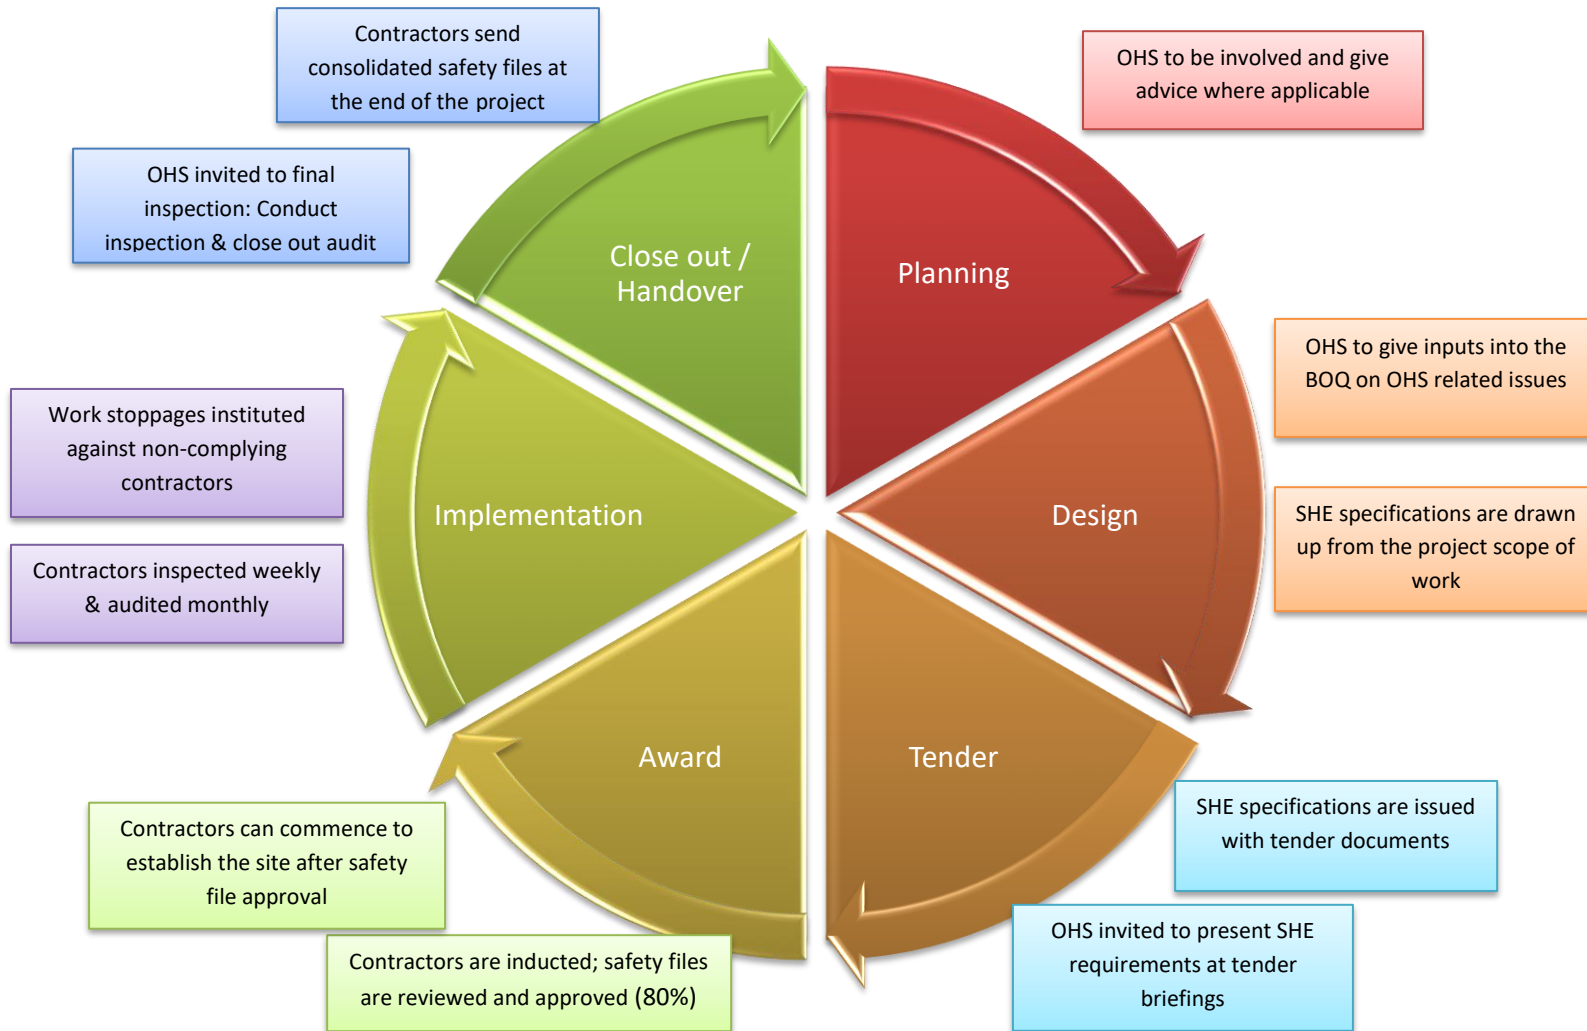 Contractors send
consolidated safety files at
the end of the project
OHS to be involved and give
advice where applicable
OHS invited to final
inspection: Conduct
inspection & close out audit
Close out /
Handover
Planning
OHS to give inputs into the
BOQ on OHS related issues
Work stoppages instituted
against non-complying
contractors
Implementation
Design
SHE specifications are drawn
up from the project scope of
work
Contractors inspected weekly
& audited monthly
Award
Tender
SHE specifications are issued
with tender documents
Contractors can commence to
establish the site after safety
file approval
OHS invited to present SHE
requirements at tender
briefings
Contractors are inducted; safety files
are reviewed and approved (80%)